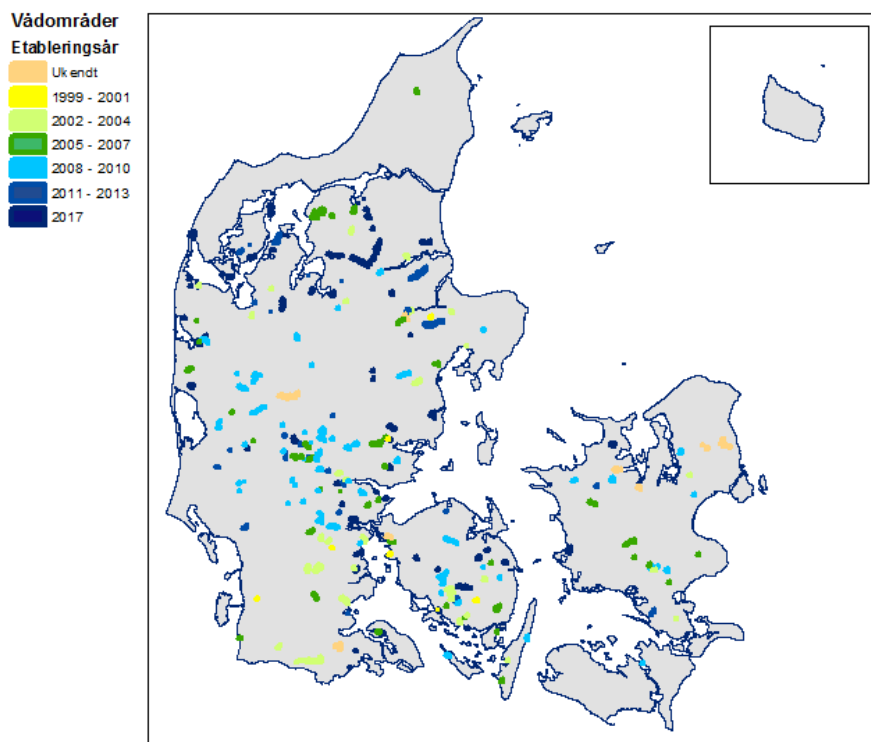 Vådområder
Etableringsår
Ukendt
1999 - 2001
2002 - 2004
2005 - 2007
2008 - 2010
2011 - 2013
2017